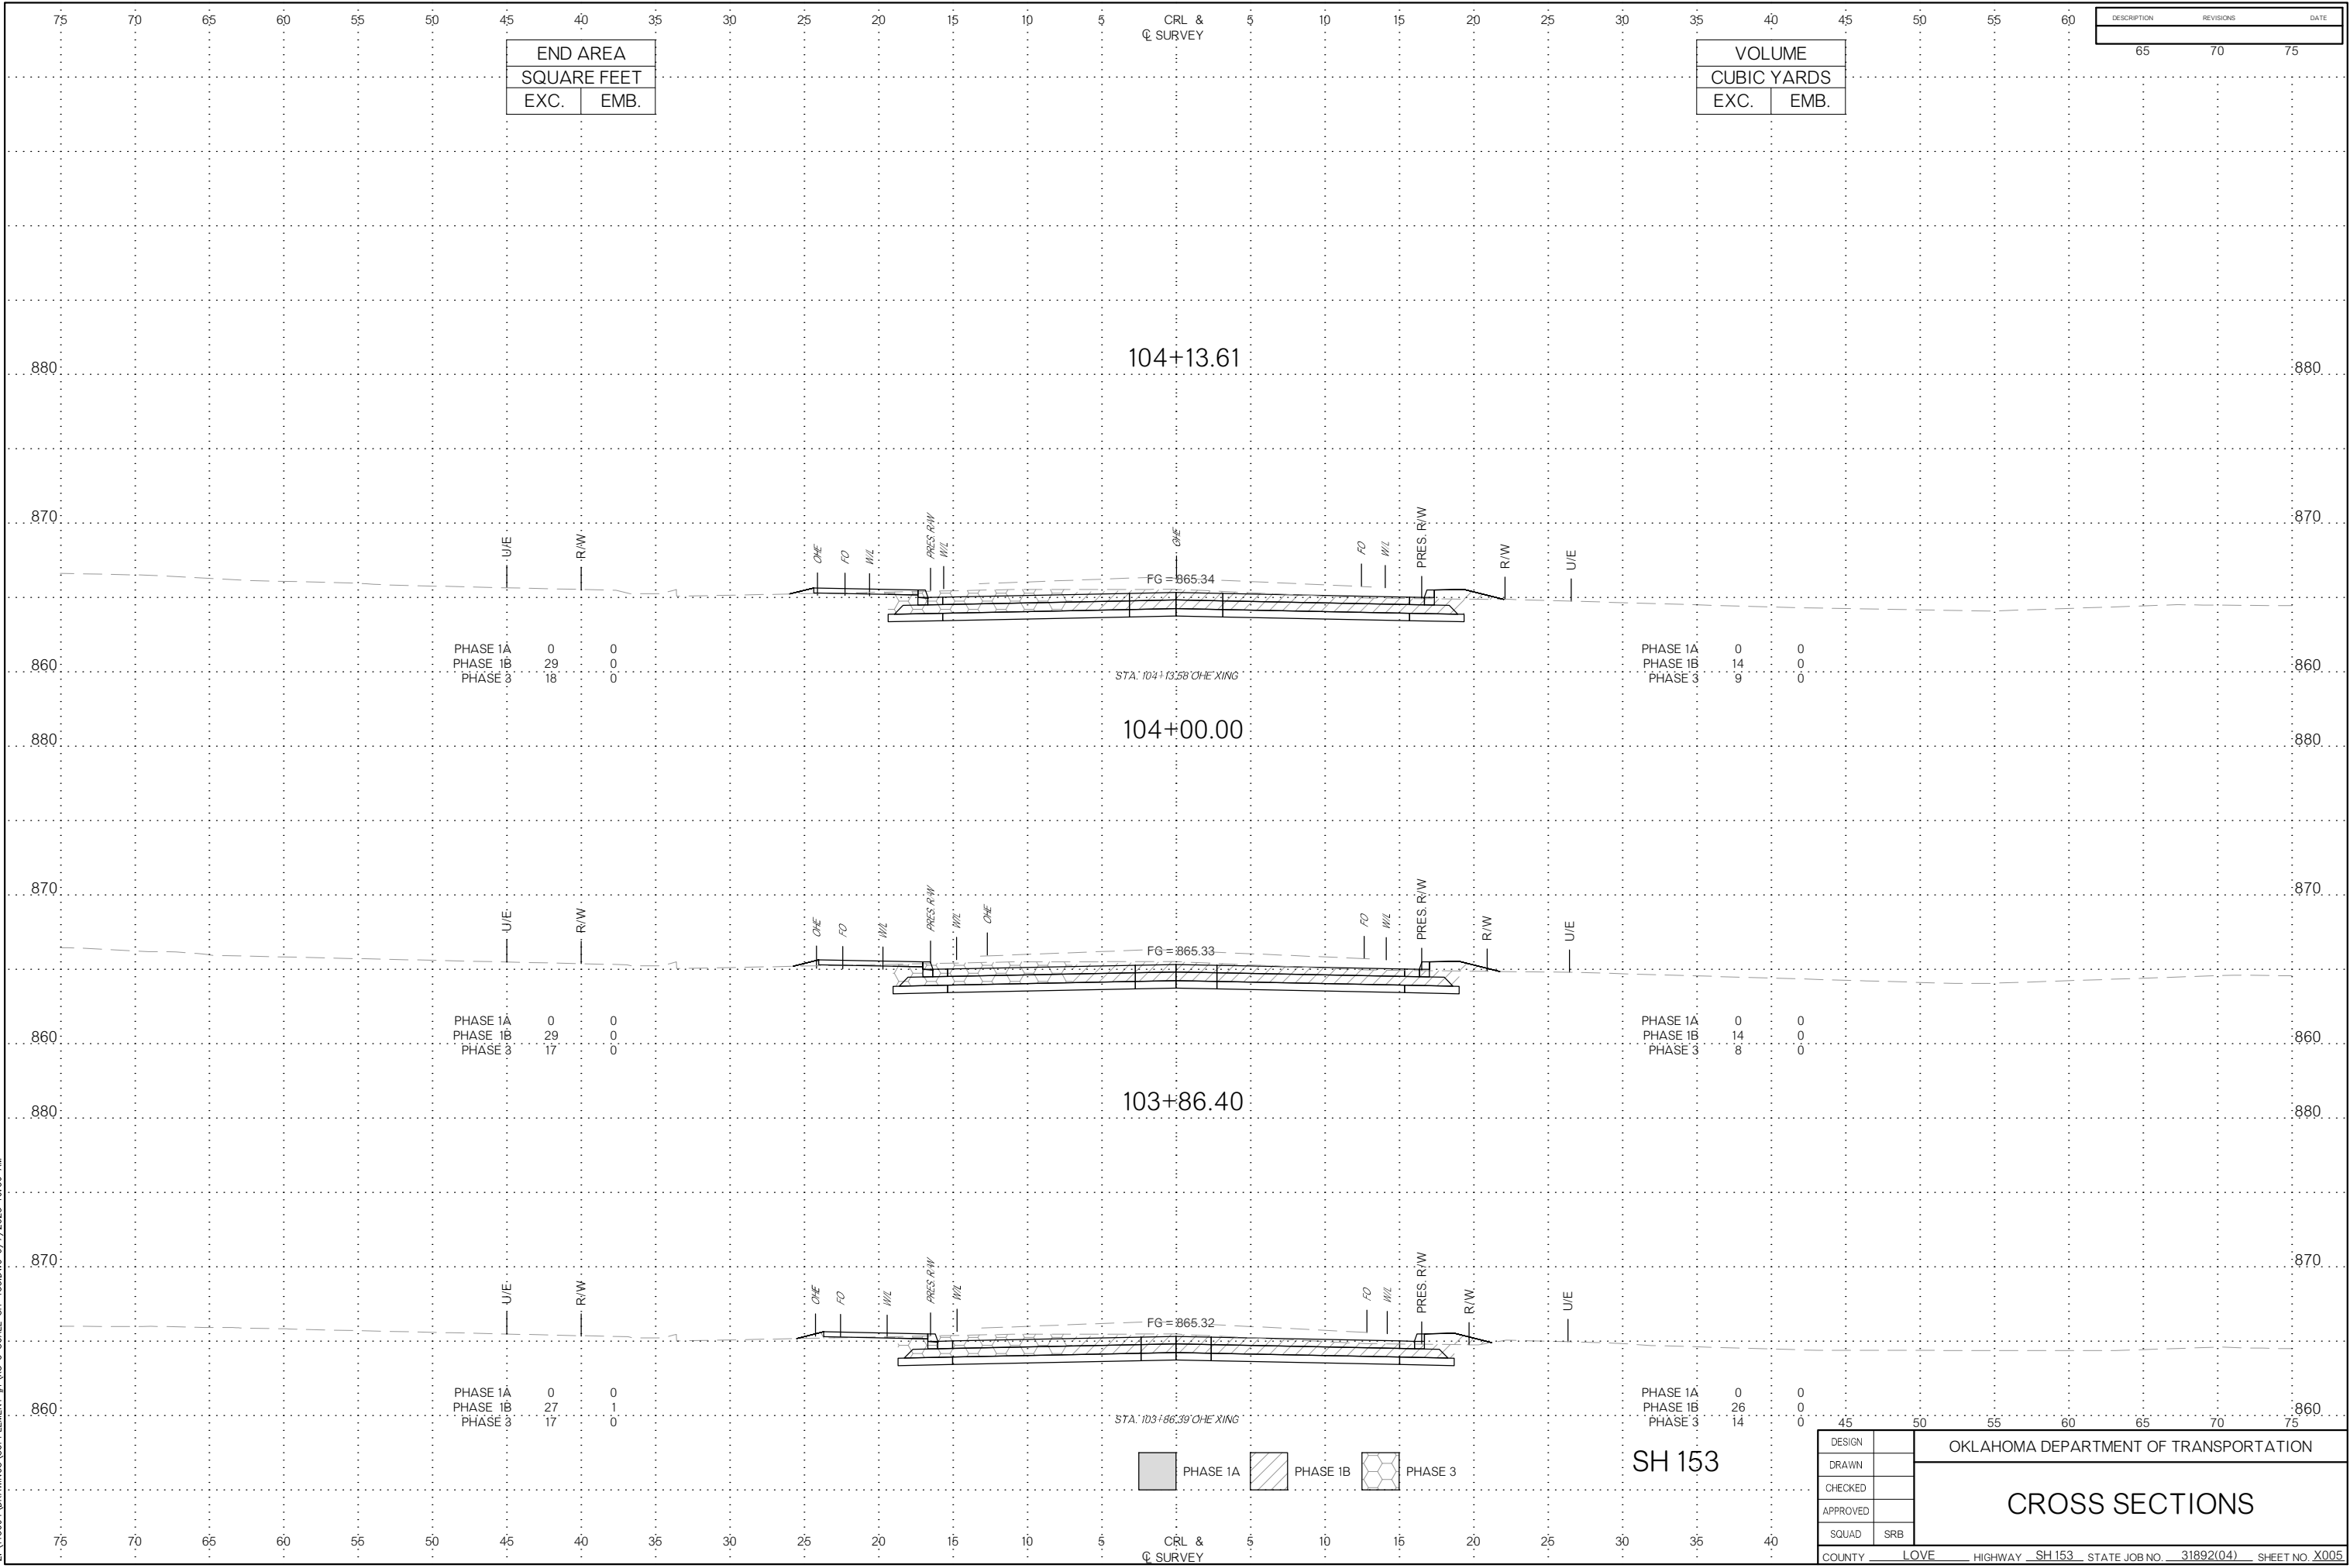 75 70 65 60 55 50 45 40 35 30 25 20 15 10 5 CRL & 5 10 15 20 25 30 35 40 45 50 55 60
℄ SURVEY
DESCRIPTION REVISIONS DATE
65 70 75
END AREA
SQUARE FEET
EXC. EMB.
VOLUME
CUBIC YARDS
EXC. EMB.
104+13.61
880 880
870 870
U/E R/W OHE FO W/L PRES. R/W W/L OHE FO W/L PRES. R/W R/W U/E
FG = 865.34
PHASE 1A 0 0 PHASE 1A 0 0
860 PHASE 1B 29 0 PHASE 1B 14 0 860
PHASE 3 18 0 STA. 104+13.58 OHE XING PHASE 3 9 0
104+00.00
880 880
870 870
U/E R/W OHE FO W/L PRES. R/W W/L OHE FO W/L PRES. R/W R/W U/E
FG = 865.33
PHASE 1A 0 0 PHASE 1A 0 0
860 PHASE 1B 29 0 PHASE 1B 14 0 860
PHASE 3 17 0 PHASE 3 8 0
103+86.40
880 880
870 870
U/E R/W OHE FO W/L PRES. R/W W/L FO W/L PRES. R/W R/W U/E
FG = 865.32
PHASE 1A 0 0 PHASE 1A 0 0
860 PHASE 1B 27 1 PHASE 1B 26 0 860
PHASE 3 17 0 STA. 103+86.39 OHE XING PHASE 3 14 0
45 50 55 60 65 70 75
PHASE 1A PHASE 1B PHASE 3
SH 153
DESIGN
DRAWN
CHECKED
APPROVED
SQUAD SRB
OKLAHOMA DEPARTMENT OF TRANSPORTATION
CROSS SECTIONS
75 70 65 60 55 50 45 40 35 30 25 20 15 10 5 CRL & 5 10 15 20 25 30 35 40
℄ SURVEY
COUNTY LOVE HIGHWAY SH 153 STATE JOB NO. 31892(04) SHEET NO. X005